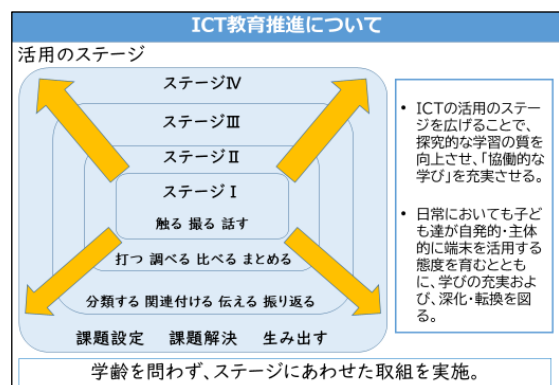 ICT教育推進について
活用のステージ
ステージⅣ
ステージⅢ
ステージⅡ
ステージⅠ
触る 撮る 話す
打つ 調べる 比べる まとめる
分類する 関連付ける 伝える 振り返る
課題設定 課題解決 生み出す
• ICTの活用のステ
ージを広げることで、
探究的な学習の質を
向上させ、「協働的な
学び」を充実させる。
• 日常においても子ど
も達が自発的・主体
的に端末を活用する
態度を育むととも
に、学びの充実およ
び、深化・転換を図
る。
学齢を問わず、ステージにあわせた取組を実施。